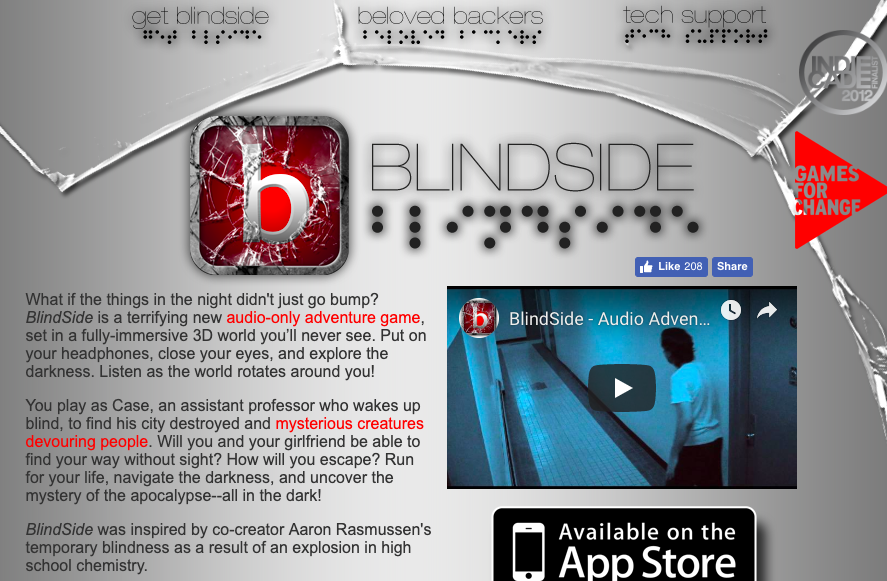 get blindside
beloved backers
tech support
INDIE
CADE
FINALIST
2012
GAMES
FOR
CHANGE
b
BLINDSIDE
⠃⠇⠊⠝⠙⠎⠊⠙⠑
Like 208
Share
What if the things in the night didn't just go bump?
BlindSide is a terrifying new audio-only adventure game,
set in a fully-immersive 3D world you’ll never see. Put on
your headphones, close your eyes, and explore the
darkness. Listen as the world rotates around you!
b
BlindSide - Audio Adven...
You play as Case, an assistant professor who wakes up
blind, to find his city destroyed and mysterious creatures
devouring people. Will you and your girlfriend be able to
find your way without sight? How will you escape? Run
for your life, navigate the darkness, and uncover the
mystery of the apocalypse--all in the dark!
BlindSide was inspired by co-creator Aaron Rasmussen's
temporary blindness as a result of an explosion in high
school chemistry.
Available on the
App Store